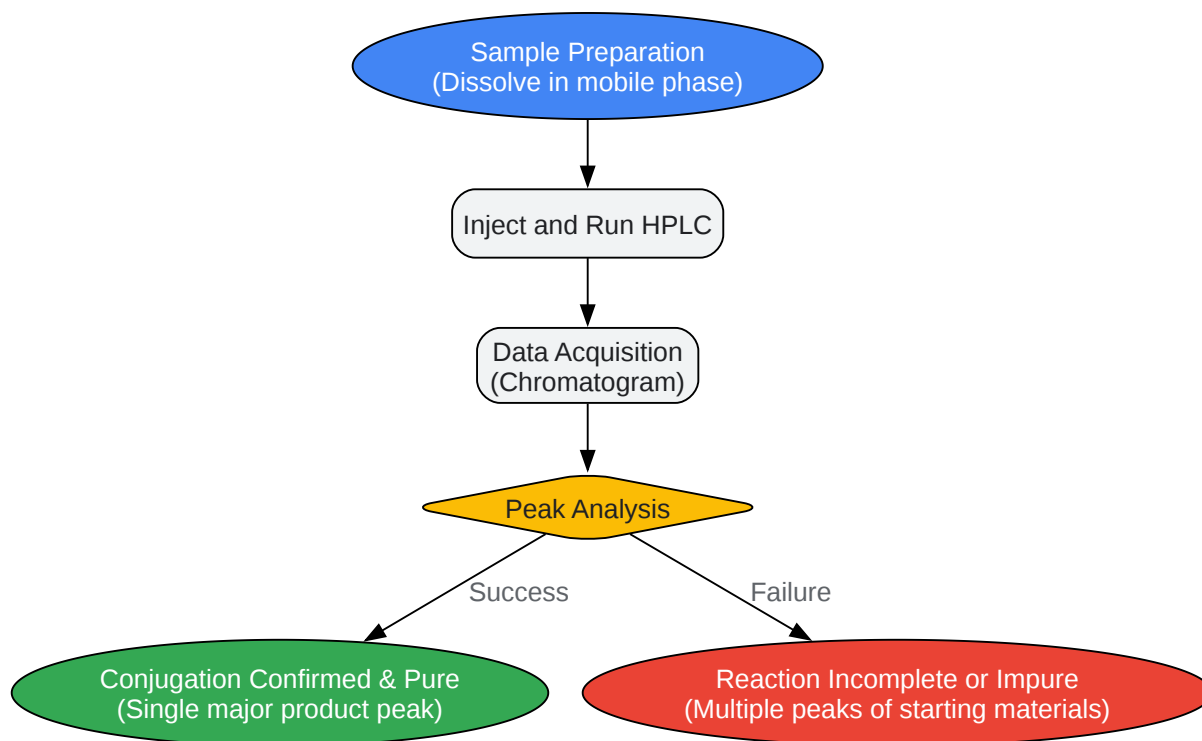 Sample Preparation
(Dissolve in mobile phase)
Inject and Run HPLC
Data Acquisition
(Chromatogram)
Peak Analysis
Success
Failure
Conjugation Confirmed & Pure
(Single major product peak)
Reaction Incomplete or Impure
(Multiple peaks of starting materials)